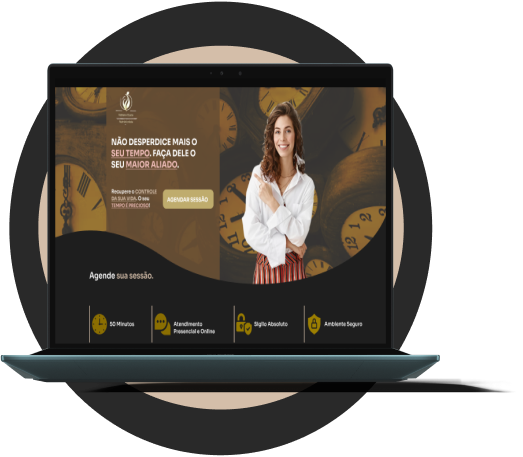 NÃO DESPERDICE MAIS O
SEU TEMPO. FAÇA DELE O
SEU MAIOR ALIADO.
Recupere o CONTROLE
DA SUA VIDA. O seu
TEMPO É PRECIOSO!
AGENDAR SESSÃO
Agende sua sessão.
50 Minutos
Atendimento
Presencial e Online
Sigilo Absoluto
Ambiente Seguro